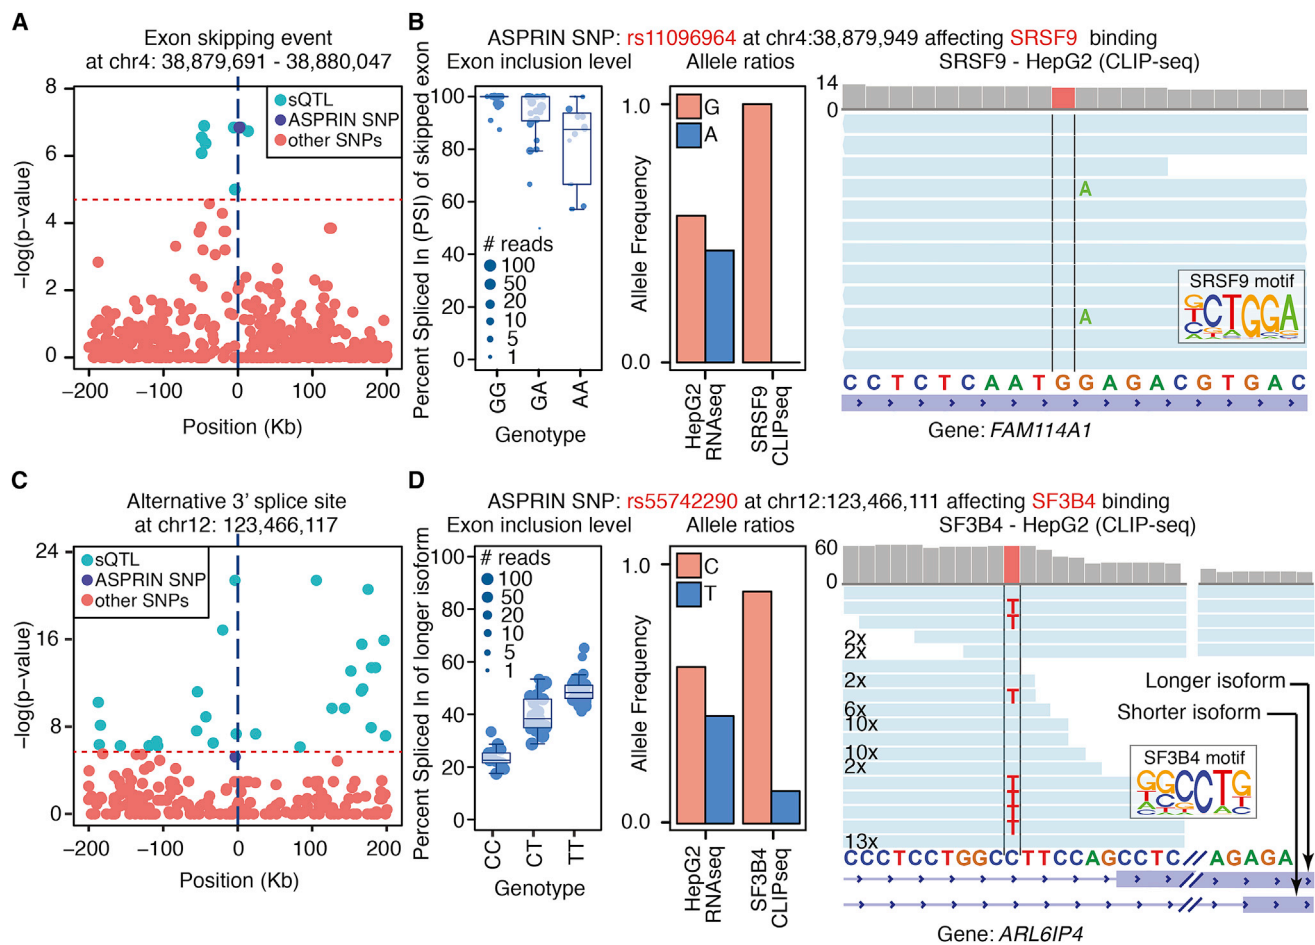 A
Exon skipping event
at chr4: 38,879,691 - 38,880,047
8
6
4
2
0
−log(p−value)
sQTL
ASPRIN SNP
other SNPs
−200
−100
0
100
200
Position (Kb)
B
ASPRIN SNP: rs11096964 at chr4:38,879,949 affecting SRSF9 binding
Exon inclusion level
Percent Spliced In (PSI) of skipped exon
100
80
60
40
20
0
# reads
100
50
20
10
5
1
GG
GA
AA
Genotype
Allele ratios
G
A
1.0
0.0
Allele Frequency
HepG2
RNAseq
SRSF9
CLIPseq
SRSF9 - HepG2 (CLIP-seq)
14
0
A
A
SRSF9 motif
CCTCTCAATGGAGACGTGAC
Gene: FAM114A1
C
Alternative 3’ splice site
at chr12: 123,466,117
24
16
8
0
−log(p−value)
sQTL
ASPRIN SNP
other SNPs
−200
−100
0
100
200
Position (Kb)
D
ASPRIN SNP: rs55742290 at chr12:123,466,111 affecting SF3B4 binding
Exon inclusion level
Percent Spliced In of longer isoform
100
80
60
40
20
0
# reads
100
50
20
10
5
1
CC
CT
TT
Genotype
Allele ratios
C
T
1.0
0.0
Allele Frequency
HepG2
RNAseq
SF3B4
CLIPseq
SF3B4 - HepG2 (CLIP-seq)
60
0
T
T
2x
2x
2x
T
6x
10x
10x
2x
T
T
T
T
13x
Longer isoform
Shorter isoform
SF3B4 motif
CCCTCCTGGCCTTCCAGCCTC // AGAGA
Gene: ARL6IP4